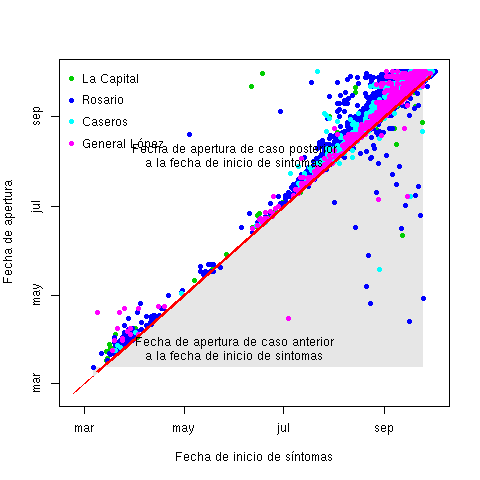 La Capital
Rosario
Caseros
General López
Fecha de apertura de caso posterior
a la fecha de inicio de sintomas
Fecha de apertura de caso anterior
a la fecha de inicio de sintomas
Fecha de apertura
mar
may
jul
sep
mar
may
jul
sep
Fecha de inicio de síntomas